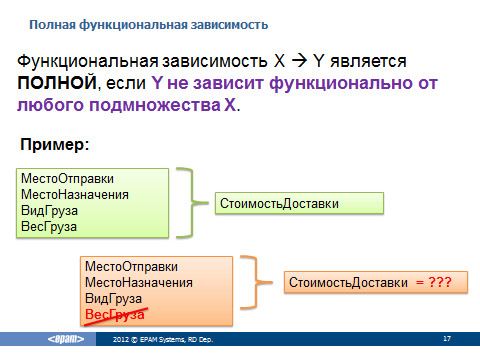 Полная функциональная зависимость
Функциональная зависимость X → Y является
ПОЛНОЙ, если Y не зависит функционально от
любого подмножества X.
Пример:
МестоОтправки
МестоНазначения
ВидГруза
ВесГруза
СтоимостьДоставки
МестоОтправки
МестоНазначения
ВидГруза
ВесГруза
СтоимостьДоставки = ???
<epam> 2012 © EPAM Systems, RD Dep. 17